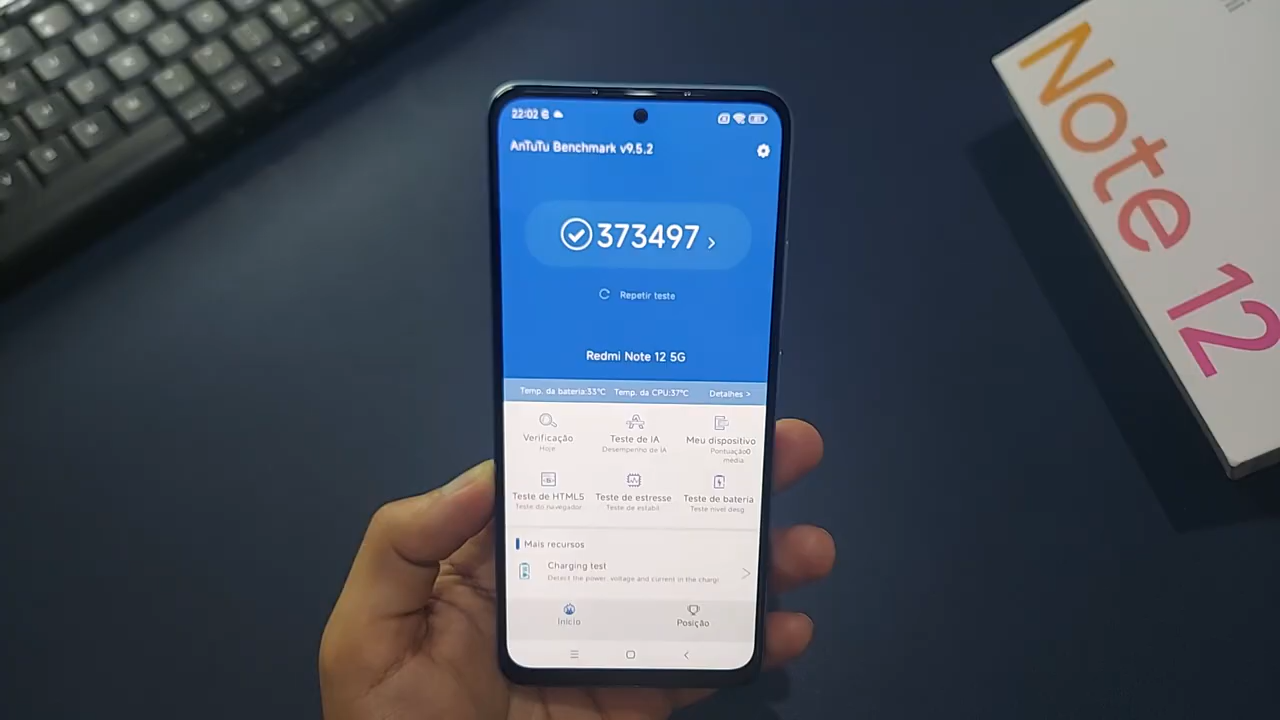 22:02
AnTuTu Benchmark v9.5.2
373497
Repetir teste
Redmi Note 12 5G
Temp. da bateria:33℃ Temp. da CPU:37℃ Detalhes >
Verificação
Teste de IA
Meu dispositivo
Hore
Desempenho de IA
Pontuação0
média
Teste de HTML5
Teste de estresse
Teste de bateria
Teste do navegador
Teste de estabil.
Teste nível desg.
Mais recursos
Charging test
Detect the power, voltage and current in the chargi
Início
Posição
Note 12